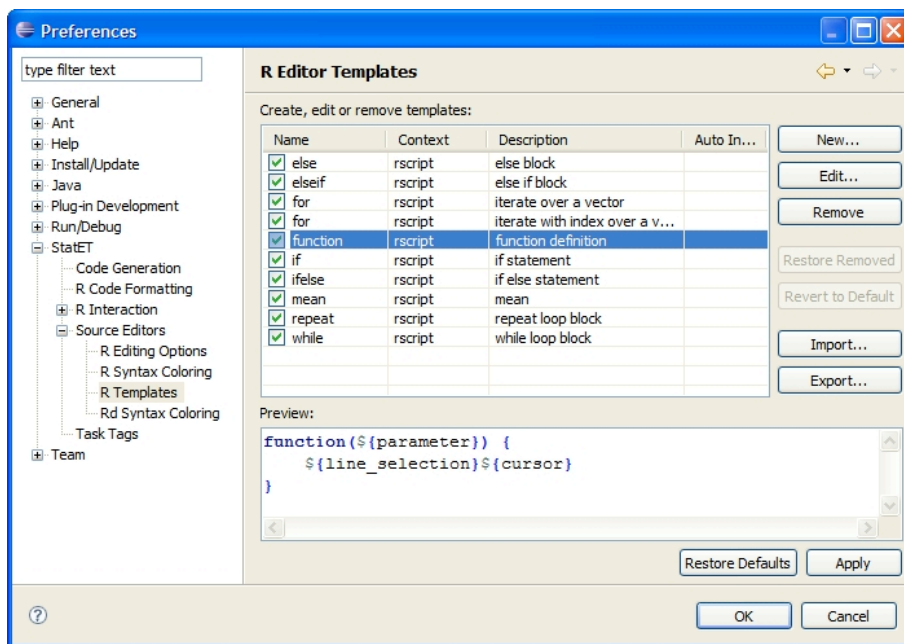 Preferences
type filter text
General
Ant
Help
Install/Update
Java
Plug-in Development
Run/Debug
StatET
Code Generation
R Code Formatting
R Interaction
Source Editors
R Editing Options
R Syntax Coloring
R Templates
Rd Syntax Coloring
Task Tags
Team
R Editor Templates
Create, edit or remove templates:
Name Context Description Auto In...
else rscript else block
elseif rscript else if block
for rscript iterate over a vector
for rscript iterate with index over a v...
function rscript function definition
if rscript if statement
ifelse rscript if else statement
mean rscript mean
repeat rscript repeat loop block
while rscript while loop block
New...
Edit...
Remove
Restore Removed
Revert to Default
Import...
Export...
Preview:
function(${parameter}) {
    ${line_selection}${cursor}
}
Restore Defaults Apply
? OK Cancel